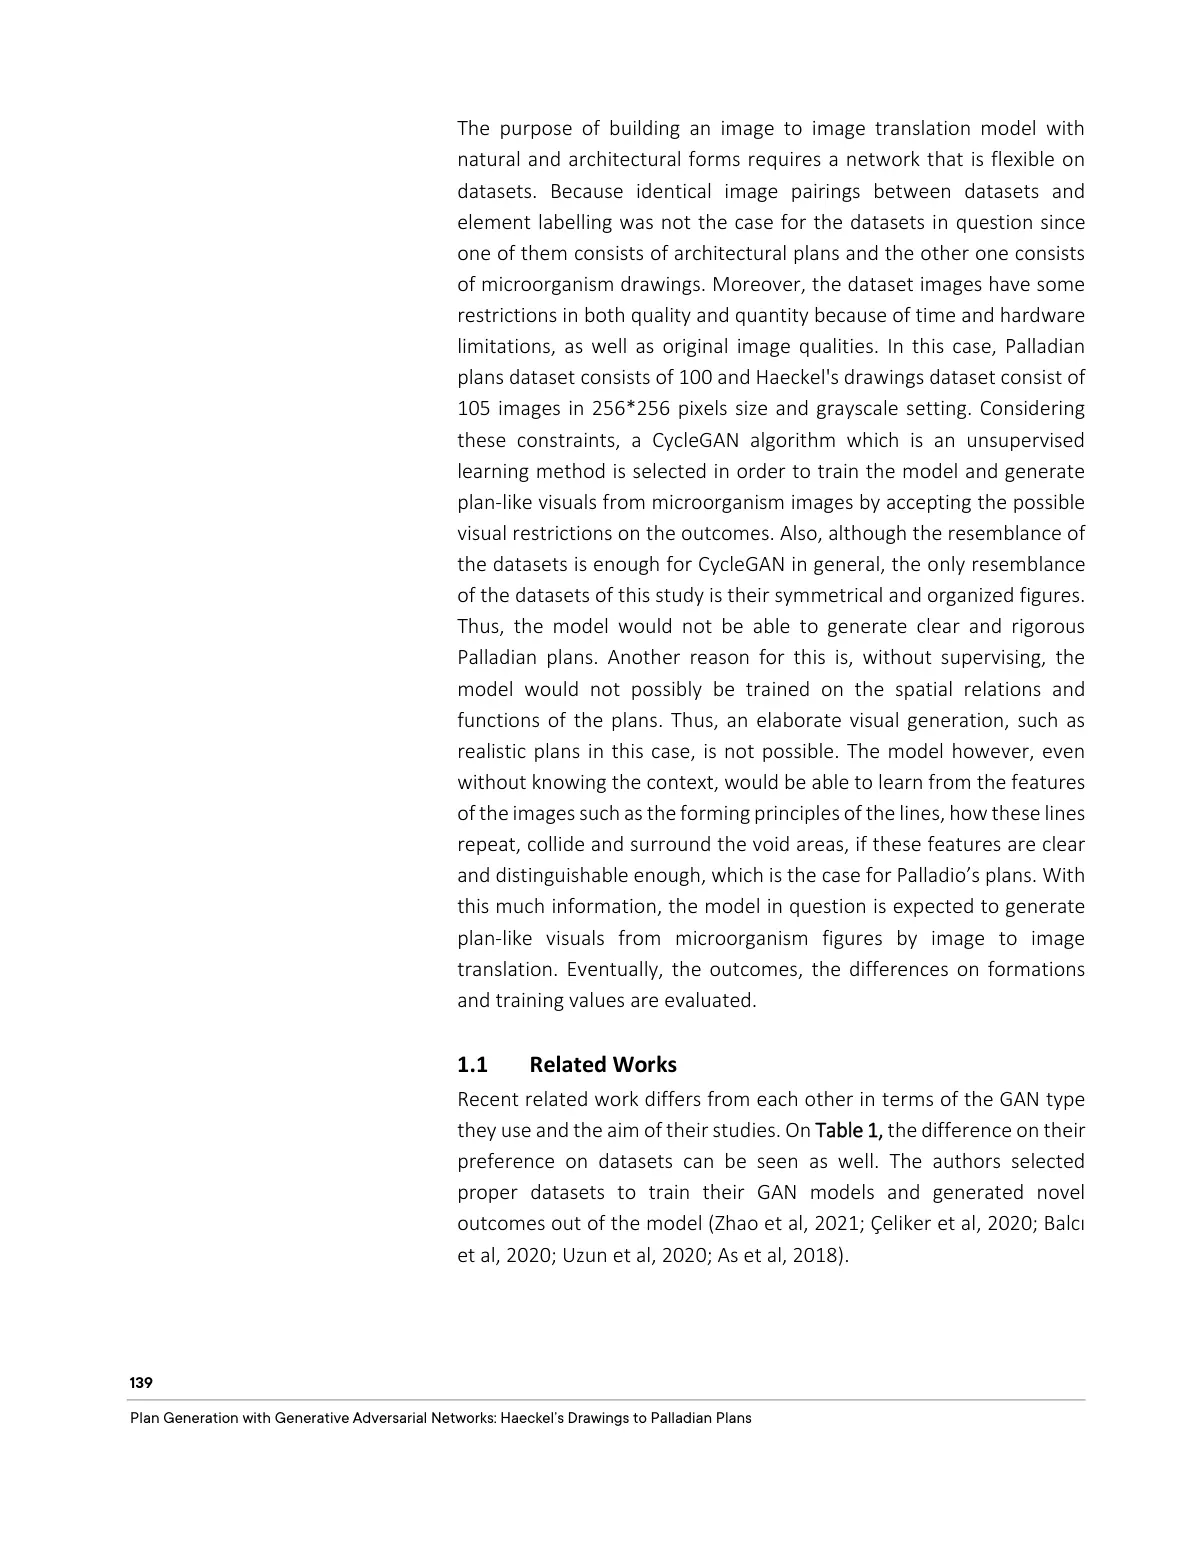 The purpose of building an image to image translation model with
natural and architectural forms requires a network that is flexible on
datasets. Because identical image pairings between datasets and
element labelling was not the case for the datasets in question since
one of them consists of architectural plans and the other one consists
of microorganism drawings. Moreover, the dataset images have some
restrictions in both quality and quantity because of time and hardware
limitations, as well as original image qualities. In this case, Palladian
plans dataset consists of 100 and Haeckel's drawings dataset consist of
105 images in 256*256 pixels size and grayscale setting. Considering
these constraints, a CycleGAN algorithm which is an unsupervised
learning method is selected in order to train the model and generate
plan-like visuals from microorganism images by accepting the possible
visual restrictions on the outcomes. Also, although the resemblance of
the datasets is enough for CycleGAN in general, the only resemblance
of the datasets of this study is their symmetrical and organized figures.
Thus, the model would not be able to generate clear and rigorous
Palladian plans. Another reason for this is, without supervising, the
model would not possibly be trained on the spatial relations and
functions of the plans. Thus, an elaborate visual generation, such as
realistic plans in this case, is not possible. The model however, even
without knowing the context, would be able to learn from the features
of the images such as the forming principles of the lines, how these lines
repeat, collide and surround the void areas, if these features are clear
and distinguishable enough, which is the case for Palladio’s plans. With
this much information, the model in question is expected to generate
plan-like visuals from microorganism figures by image to image
translation. Eventually, the outcomes, the differences on formations
and training values are evaluated.
1.1 Related Works
Recent related work differs from each other in terms of the GAN type
they use and the aim of their studies. On Table 1, the difference on their
preference on datasets can be seen as well. The authors selected
proper datasets to train their GAN models and generated novel
outcomes out of the model (Zhao et al, 2021; Çeliker et al, 2020; Balcı
et al, 2020; Uzun et al, 2020; As et al, 2018).
139
Plan Generation with Generative Adversarial Networks: Haeckel’s Drawings to Palladian Plans